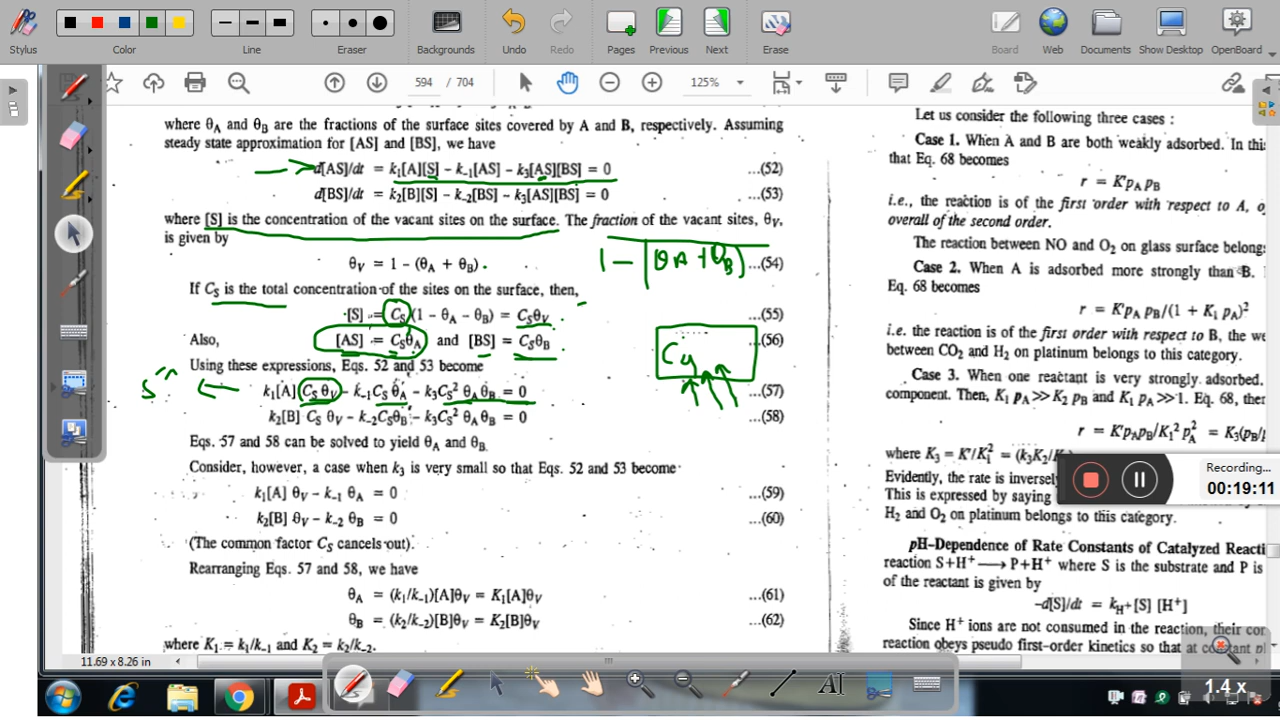 Stylus
Color
Line
Eraser
Backgrounds
Undo
Redo
Pages
Previous
Next
Erase
Board
Web
Documents
Show Desktop
OpenBoard
594 / 704
125%
where θA and θB are the fractions of the surface sites covered by A and B, respectively. Assuming
steady state approximation for [AS] and [BS], we have
d[AS]/dt = k₁[A][S] – k₋₁[AS] – k₃[AS][BS] = 0 ...(52)
d[BS]/dt = k₂[B][S] – k₋₂[BS] – k₃[AS][BS] = 0 ...(53)
where [S] is the concentration of the vacant sites on the surface. The fraction of the vacant sites, θV,
is given by
θV = 1 – (θA + θB). ...(54)
1 – (θA + θB)
If CS is the total concentration of the sites on the surface, then,
[S] = CS (1 – θA – θB) = CSθV ...(55)
Also, [AS] = CSθA and [BS] = CSθB ...(56)
Using these expressions, Eqs. 52 and 53 become
k₁[A] CS θV – k₋₁ CS θA – k₃CS² θA θB = 0 ...(57)
k₂[B] CS θV – k₋₂CSθB – k₃CS² θA θB = 0 ...(58)
Eqs. 57 and 58 can be solved to yield θA and θB.
Consider, however, a case when k₃ is very small so that Eqs. 52 and 53 become
k₁[A] θV – k₋₁ θA = 0 ...(59)
k₂[B] θV – k₋₂ θB = 0 ...(60)
(The common factor CS cancels out).
Rearranging Eqs. 57 and 58, we have
θA = (k₁/k₋₁)[A]θV = K₁[A]θV ...(61)
θB = (k₂/k₋₂)[B]θV = K₂[B]θV ...(62)
where K₁ = k₁/k₋₁ and K₂ = k₂/k₋₂.
Let us consider the following three cases :
Case 1. When A and B are both weakly adsorbed. In
that Eq. 68 becomes
r = K'pA pB
i.e., the reaction is of the first order with respect to A,
overall of the second order.
The reaction between NO and O₂ on glass surface
Case 2. When A is adsorbed more strongly than B.
Eq. 68 becomes
r = K'pA pB/(1 + K₁ pA)²
i.e. the reaction is of the first order with respect to B, the
between CO₂ and H₂ on platinum belongs to this category.
Case 3. When one reactant is very strongly adsorbed.
component. Then, K₁ pA >> K₂ pB and K₁ pA >> 1. Eq. 68,
r = K'pApB/K₁² pA² = K₃(pB/
where K₃ = K'/K₁² =
Evidently, the rate is
This is expressed by saying
H₂ and O₂ on platinum belongs to this category.
pH-Dependence of Rate Constants of Catalyzed
reaction S+H⁺ ⟶ P+H⁺ where S is the substrate and P is
of the reactant is given by
–d[S]/dt = kH⁺[S] [H⁺]
Since H⁺ ions are not consumed in the reaction, their
reaction obeys pseudo first-order kinetics so that at constant
Recording...
00:19:11
11.69 x 8.26 in
1.4 x